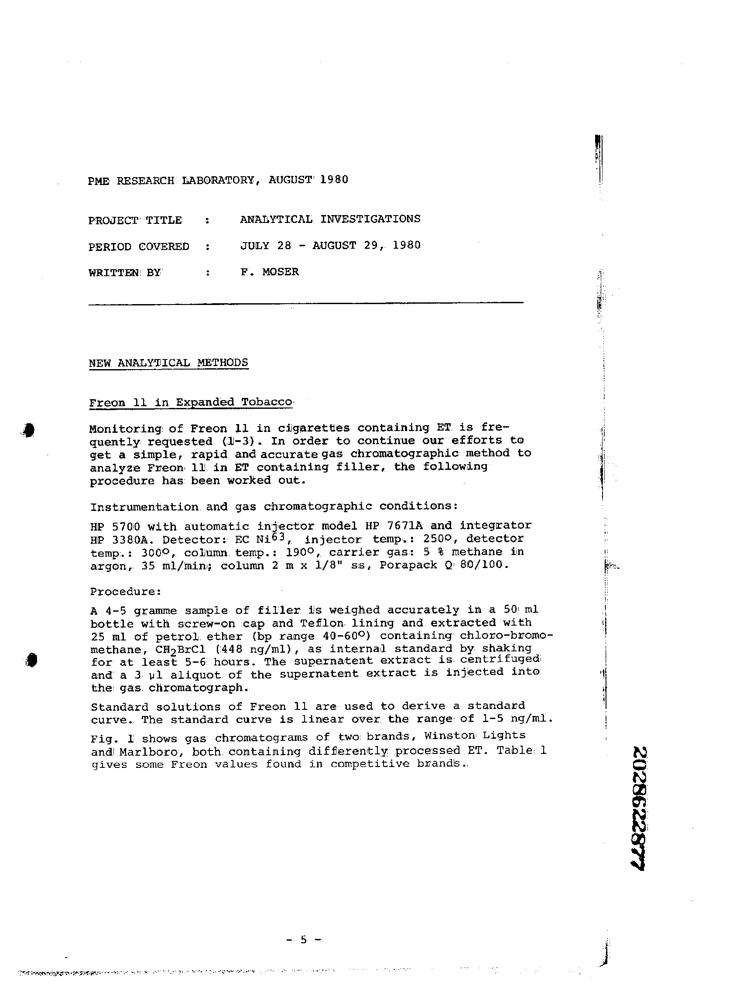 PME RESEARCH LABORATORY, AUGUST 1980
PROJECT TITLE : ANALYTICAL INVESTIGATIONS
PERIOD COVERED : JULY 28 - AUGUST 29, 1980
WRITTEN BY : F. MOSER
NEW ANALYTICAL METHODS
Freon 11 in Expanded Tobacco
Monitoring of Freon 11 in cigarettes containing ET is fre-
quently requested (1-3). In order to continue our efforts to
get a simple, rapid and accurate gas chromatographic method to
analyze Freon 11 in ET containing filler, the following
procedure has been worked out.
Instrumentation and gas chromatographic conditions:
HP 5700 with automatic injector model HP 7671A and integrator
HP 3380A. Detector: EC Ni63, injector temp.: 250°, detector
temp.: 300°, column temp.: 190°, carrier gas: 5 % methane in
argon, 35 ml/min; column 2 m x 1/8" ss, Porapack Q 80/100.
Procedure:
A 4-5 gramme sample of filler is weighed accurately in a 50 ml
bottle with screw-on cap and Teflon lining and extracted with
25 ml of petrol ether (bp range 40-60°) containing chloro-bromo-
methane, CH2BrCl (448 ng/ml), as internal standard by shaking
for at least 5-6 hours. The supernatent extract is centrifuged
and a 3 µl aliquot of the supernatent extract is injected into
the gas chromatograph.
Standard solutions of Freon 11 are used to derive a standard
curve. The standard curve is linear over the range of 1-5 ng/ml.
Fig. 1 shows gas chromatograms of two brands, Winston Lights
and Marlboro, both containing differently processed ET. Table 1
gives some Freon values found in competitive brands.
2028622877
- 5 -